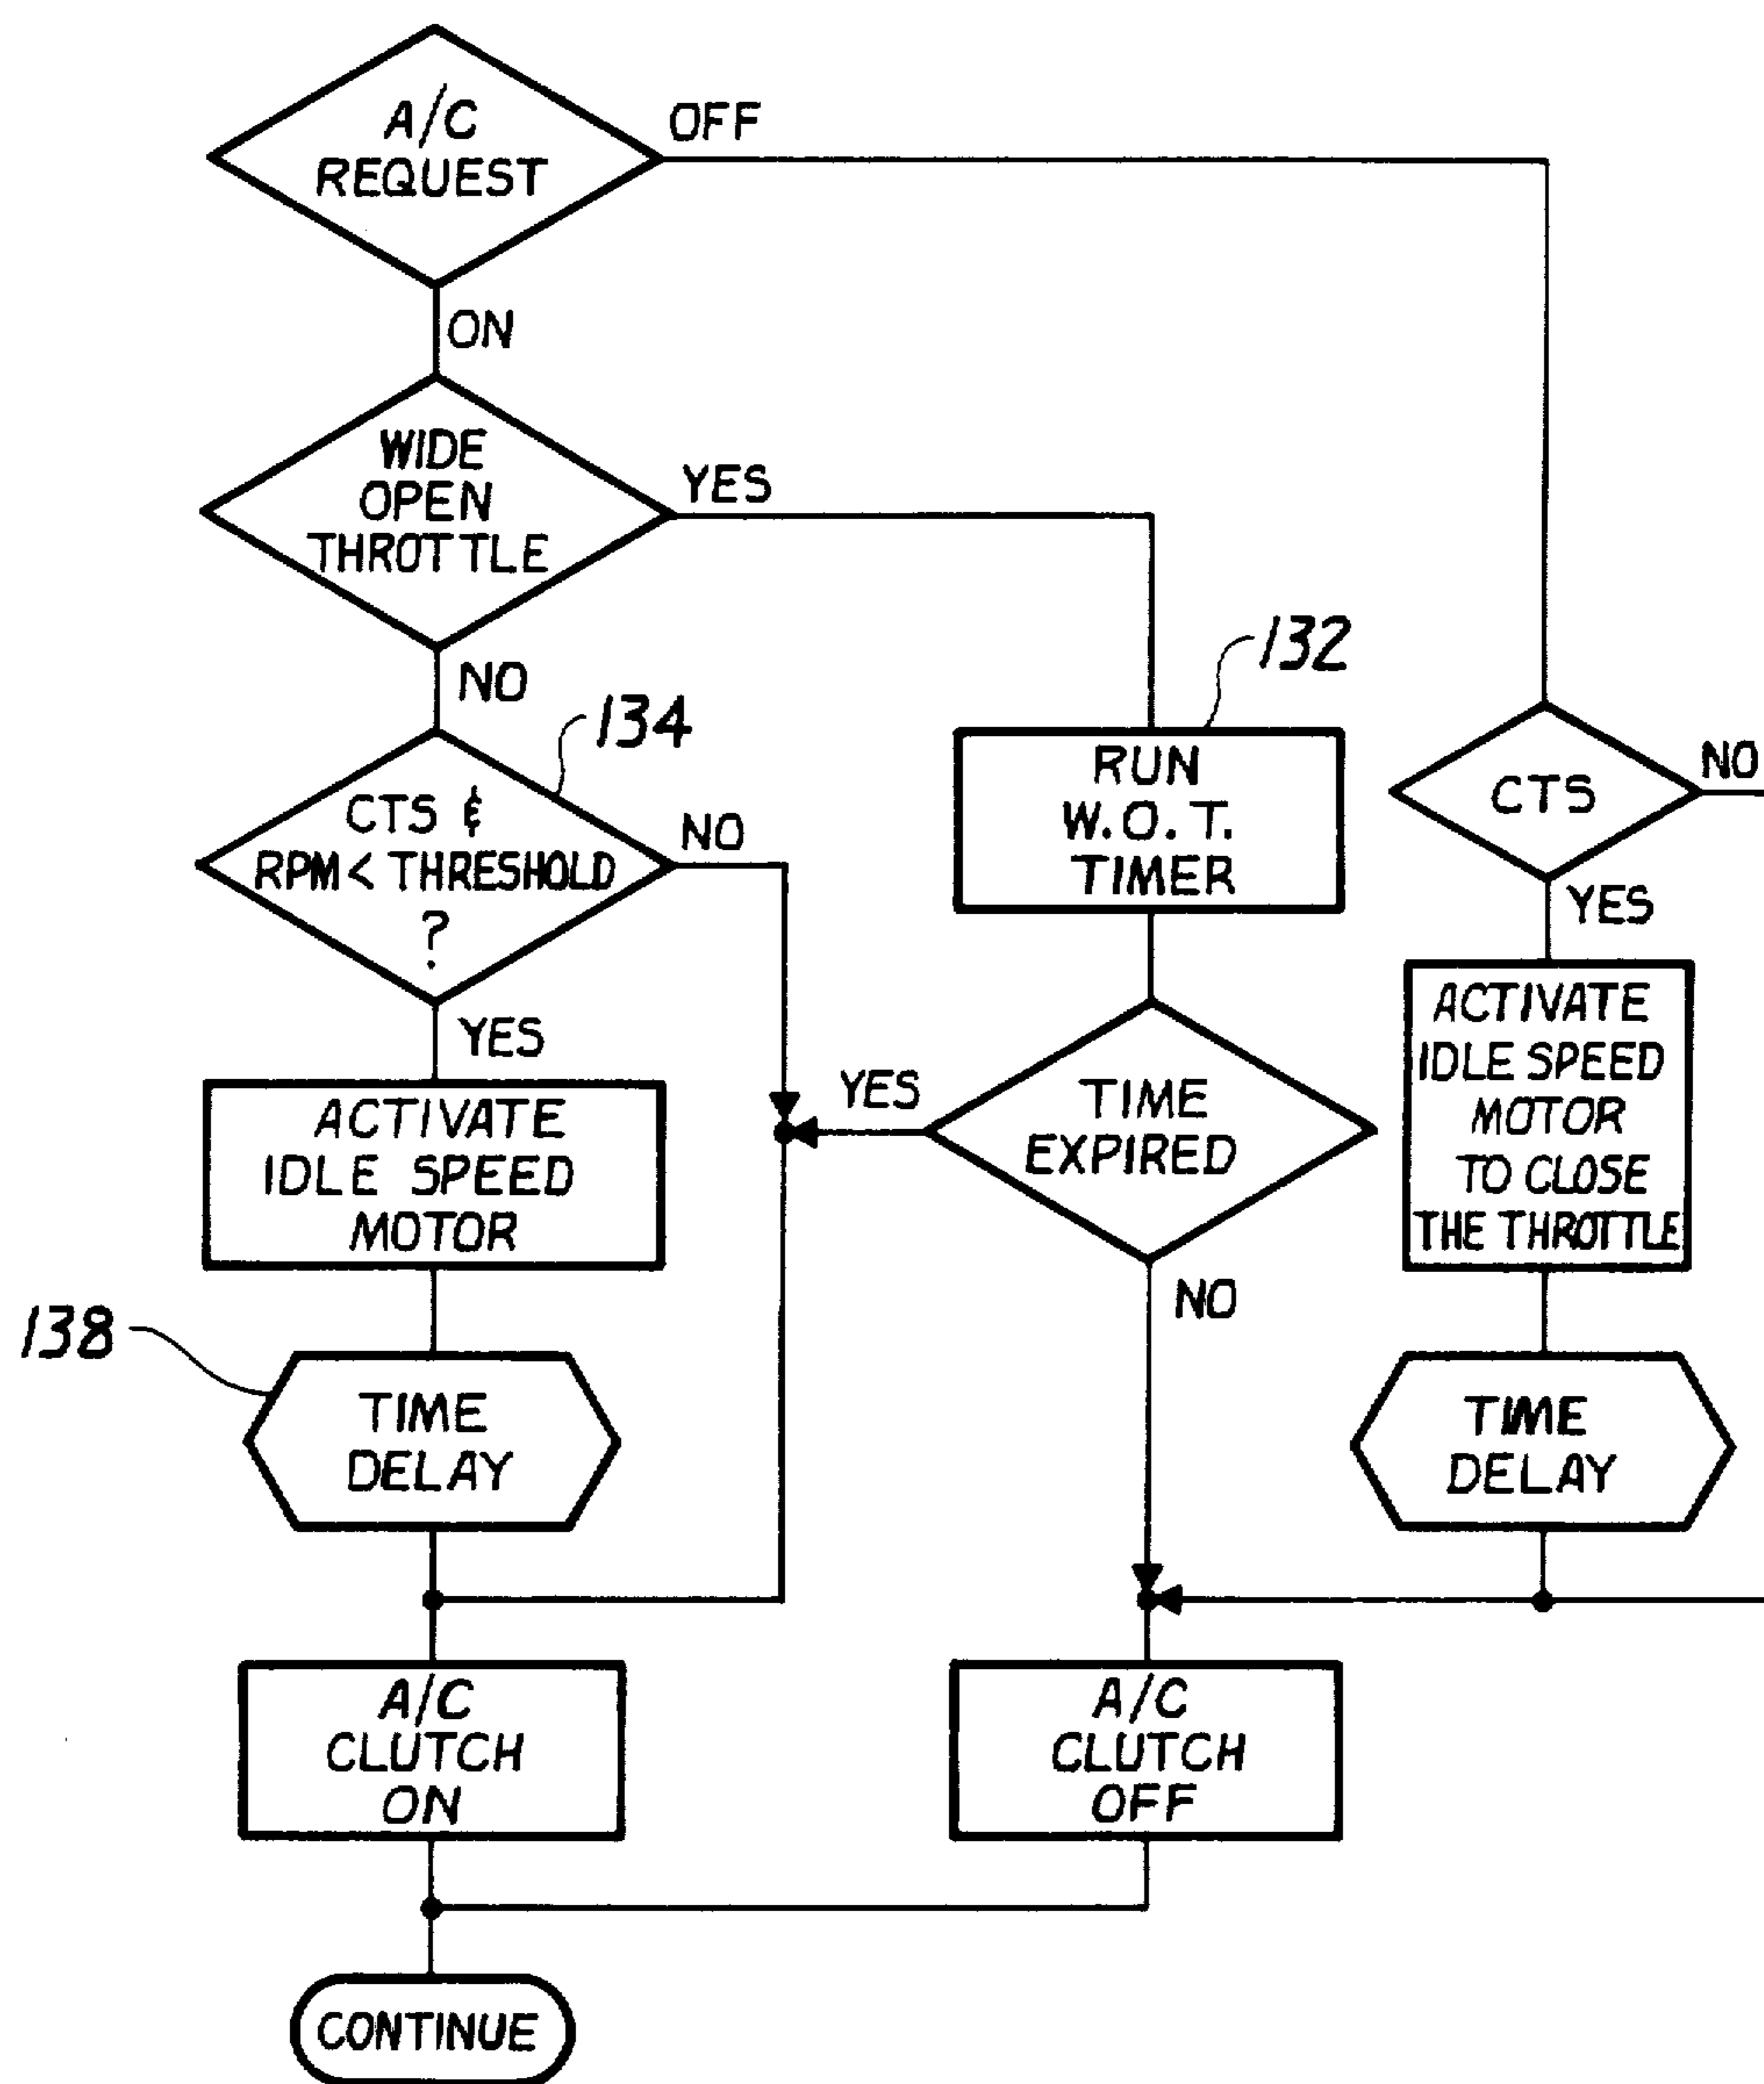 A/C
REQUEST
OFF
ON
WIDE
OPEN
THROTTLE
YES
NO
134
CTS &
RPM < THRESHOLD
?
NO
YES
132
RUN
W.O.T.
TIMER
CTS
NO
YES
ACTIVATE
IDLE SPEED
MOTOR
TIME
EXPIRED
YES
NO
ACTIVATE
IDLE SPEED
MOTOR
TO CLOSE
THE THROTTLE
138
TIME
DELAY
TIME
DELAY
A/C
CLUTCH
ON
A/C
CLUTCH
OFF
CONTINUE